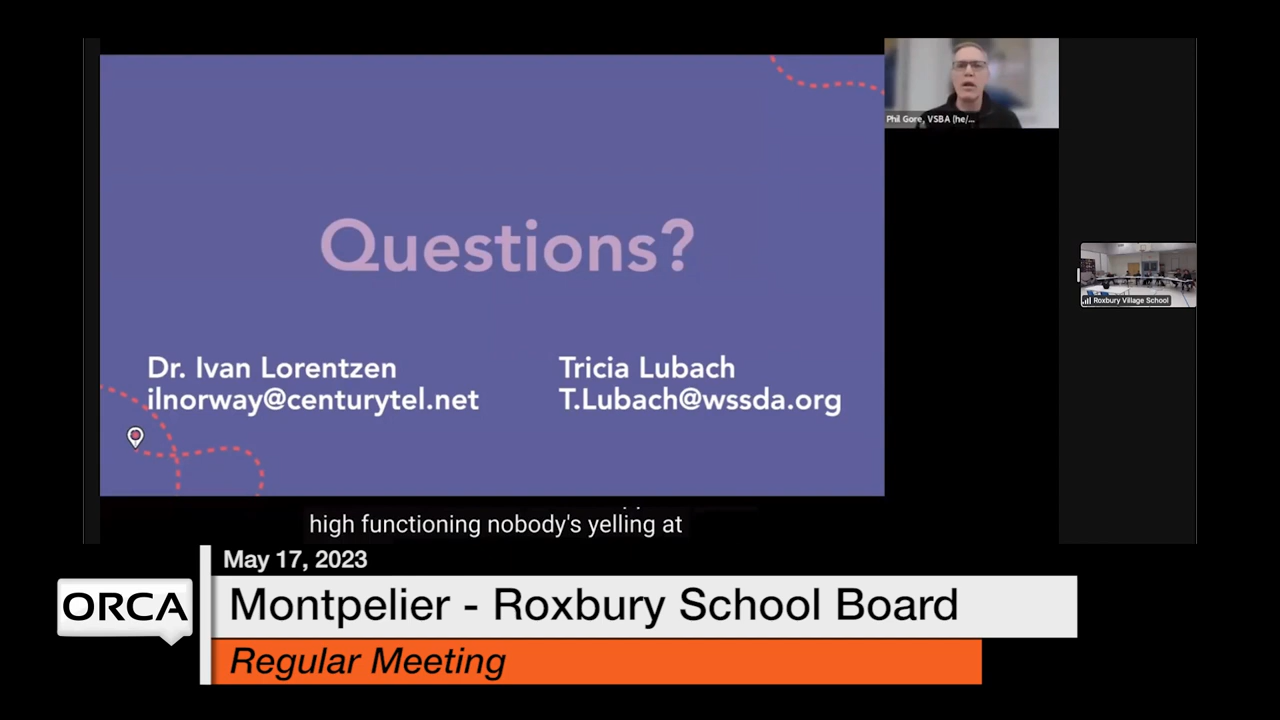 Phil Gore, VSBA (he/...
Questions?
Dr. Ivan Lorentzen
ilnorway@centurytel.net
Tricia Lubach
T.Lubach@wssda.org
Roxbury Village School
high functioning nobody's yelling at
May 17, 2023
ORCA
Montpelier - Roxbury School Board
Regular Meeting